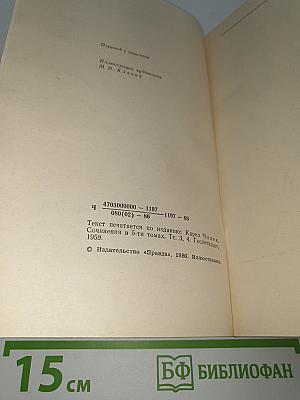 Перевод с чешского
Иллюстрации художника
М. П. Клячко
Ч 4703000000—1197
080(02)—86 —1197—86
Текст печатается по изданию: Карел Чапек.
Сочинения в 5-ти томах. Тт. 3, 4. Гослитиздат,
1959.
© Издательство «Правда», 1986. Иллюстрации.
15 см
БФ БИБЛИОФАН